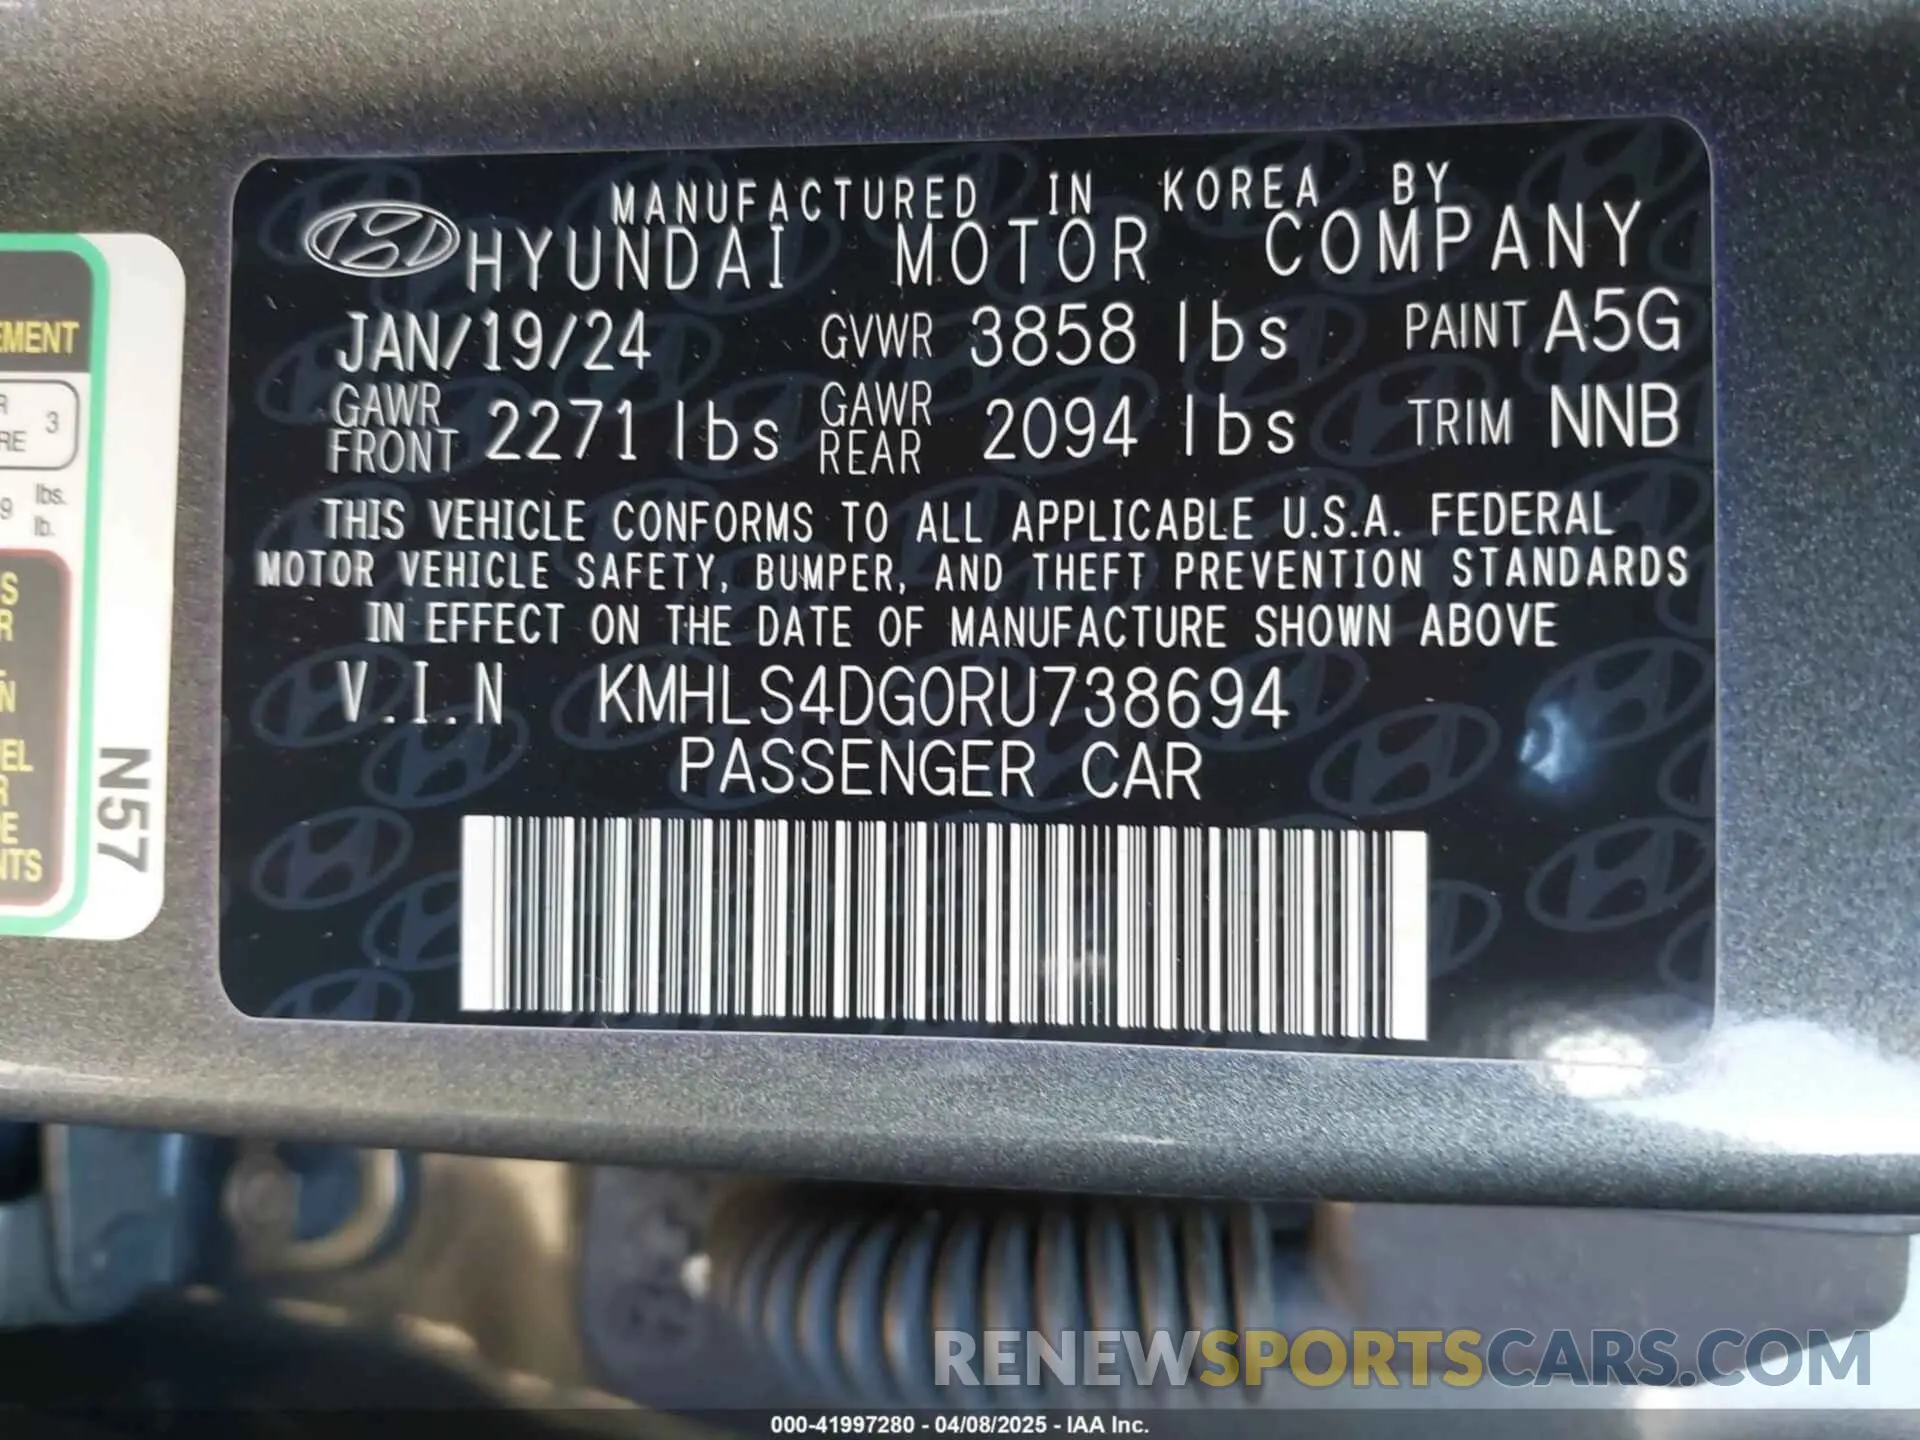 MANUFACTURED IN KOREA BY
HYUNDAI MOTOR COMPANY
JAN/19/24 GVWR 3858 lbs PAINT A5G
GAWR FRONT 2271 lbs GAWR REAR 2094 lbs TRIM NNB
THIS VEHICLE CONFORMS TO ALL APPLICABLE U.S.A. FEDERAL
MOTOR VEHICLE SAFETY, BUMPER, AND THEFT PREVENTION STANDARDS
IN EFFECT ON THE DATE OF MANUFACTURE SHOWN ABOVE
V.I.N KMHLS4DG0RU738694
PASSENGER CAR
3
lbs.
lb.
N57
RENEWSPORTSCARS.COM
000-41997280 - 04/08/2025 - IAA Inc.